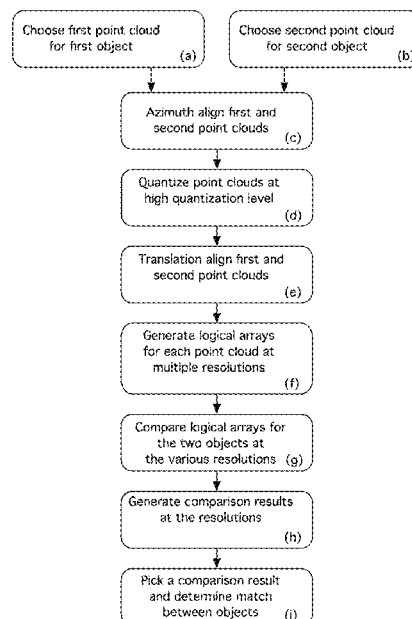 Choose first point cloud
for first object
(a)
Choose second point cloud
for second object
(b)
Azimuth align first and
second point clouds
(c)
Quantize point clouds at
high quantization level
(d)
Translation align first and
second point clouds
(e)
Generate logical arrays
for each point cloud at
multiple resolutions
(f)
Compare logical arrays for
the two objects at
the various resolutions
(g)
Generate comparison results
at the resolutions
(h)
Pick a comparison result
and determine match
between objects
(i)